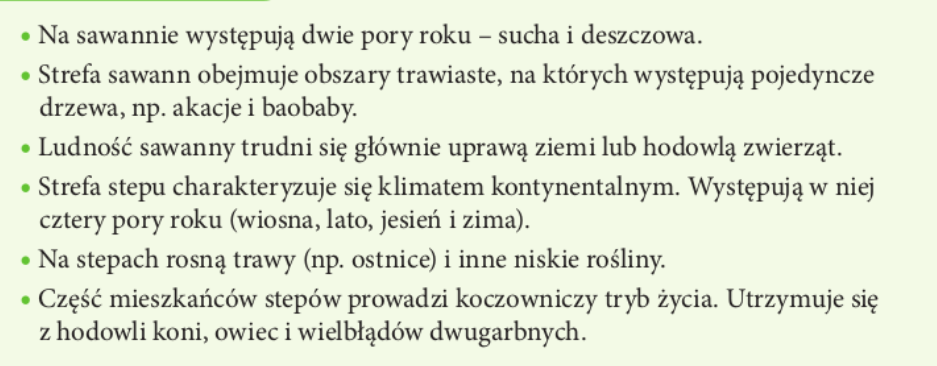 • Na sawannie występują dwie pory roku – sucha i deszczowa.
• Strefa sawann obejmuje obszary trawiaste, na których występują pojedyncze
drzewa, np. akacje i baobaby.
• Ludność sawanny trudni się głównie uprawą ziemi lub hodowlą zwierząt.
• Strefa stepu charakteryzuje się klimatem kontynentalnym. Występują w niej
cztery pory roku (wiosna, lato, jesień i zima).
• Na stepach rosną trawy (np. ostnice) i inne niskie rośliny.
• Część mieszkańców stepów prowadzi koczowniczy tryb życia. Utrzymuje się
z hodowli koni, owiec i wielbłądów dwugarbnych.